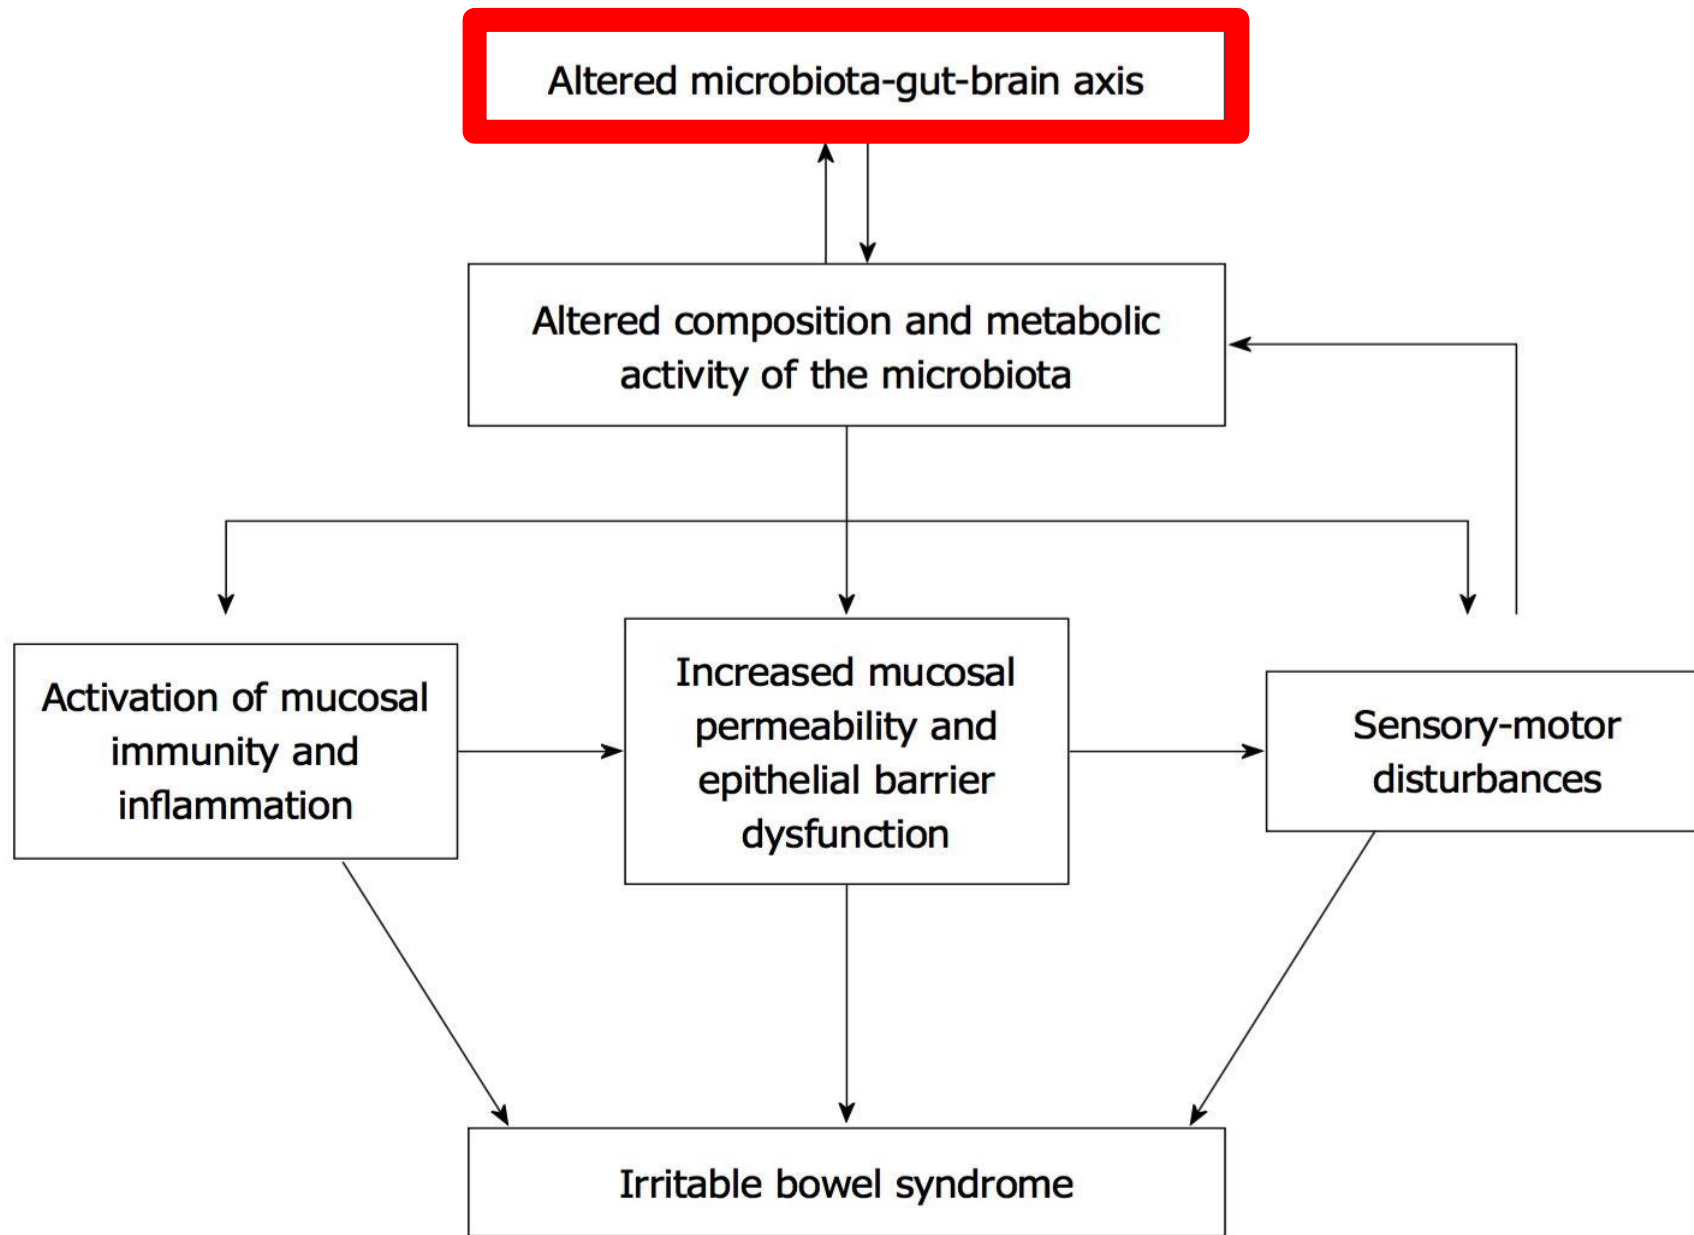 Altered microbiota-gut-brain axis
Altered composition and metabolic
activity of the microbiota
Activation of mucosal
immunity and
inflammation
Increased mucosal
permeability and
epithelial barrier
dysfunction
Sensory-motor
disturbances
Irritable bowel syndrome